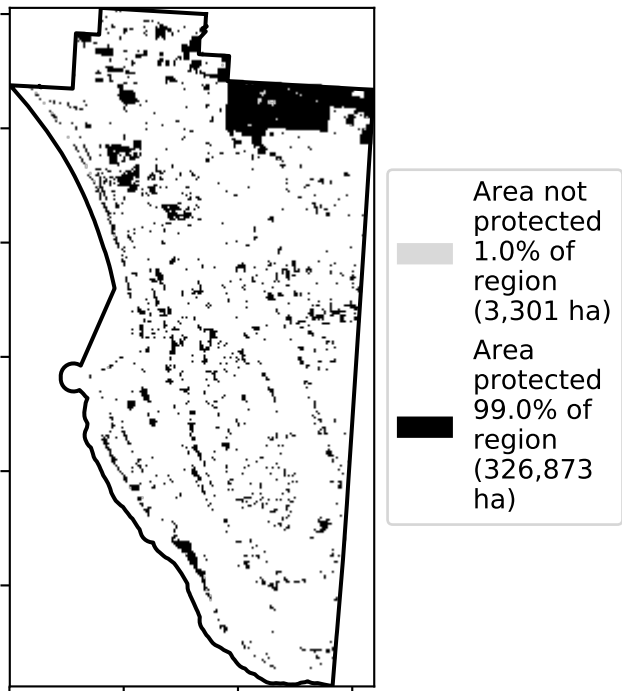 Area not
protected
1.0% of
region
(3,301 ha)
Area
protected
99.0% of
region
(326,873
ha)